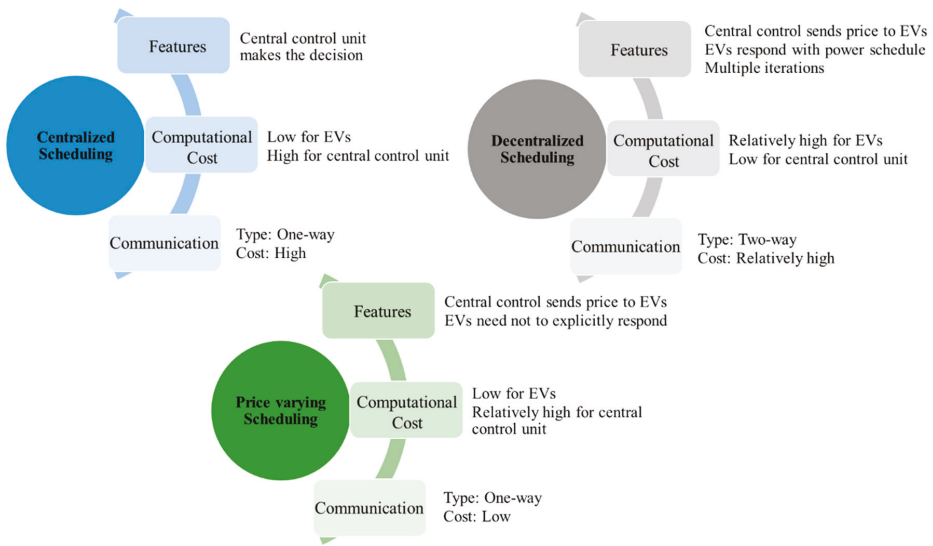 Centralized
Scheduling
Features
Central control unit
makes the decision
Computational
Cost
Low for EVs
High for central control unit
Communication
Type: One-way
Cost: High
Decentralized
Scheduling
Features
Central control sends price to EVs
EVs respond with power schedule
Multiple iterations
Computational
Cost
Relatively high for EVs
Low for central control unit
Communication
Type: Two-way
Cost: Relatively high
Price varying
Scheduling
Features
Central control sends price to EVs
EVs need not to explicitly respond
Computational
Cost
Low for EVs
Relatively high for central
control unit
Communication
Type: One-way
Cost: Low